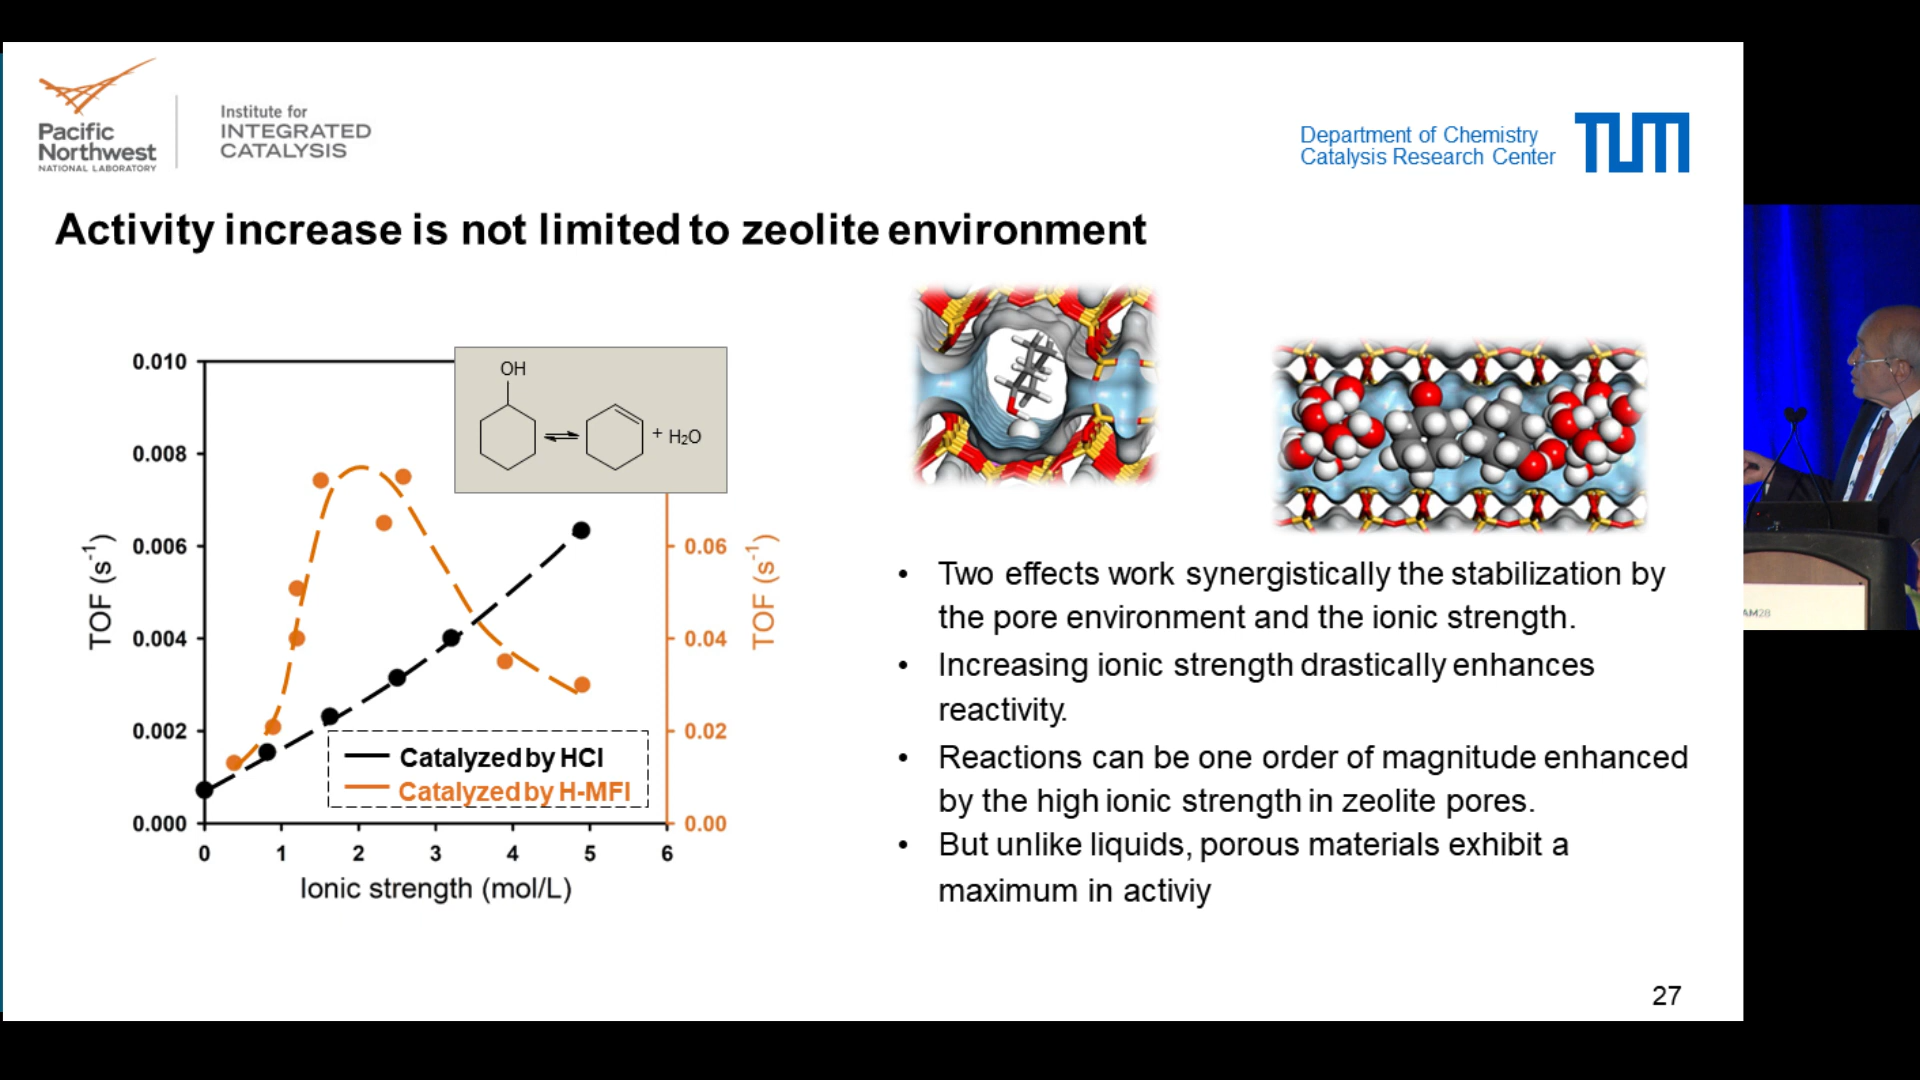 Pacific
Northwest
NATIONAL LABORATORY
Institute for
INTEGRATED
CATALYSIS
Department of Chemistry
Catalysis Research Center
TUM
Activity increase is not limited to zeolite environment
0.010
0.008
0.006
0.004
0.002
0.000
TOF (s-1)
OH
+ H₂O
0.06
0.04
0.02
0.00
TOF (s-1)
Catalyzed by HCl
Catalyzed by H-MFI
0 1 2 3 4 5 6
Ionic strength (mol/L)
• Two effects work synergistically the stabilization by
the pore environment and the ionic strength.
• Increasing ionic strength drastically enhances
reactivity.
• Reactions can be one order of magnitude enhanced
by the high ionic strength in zeolite pores.
• But unlike liquids, porous materials exhibit a
maximum in activiy
27
AM28